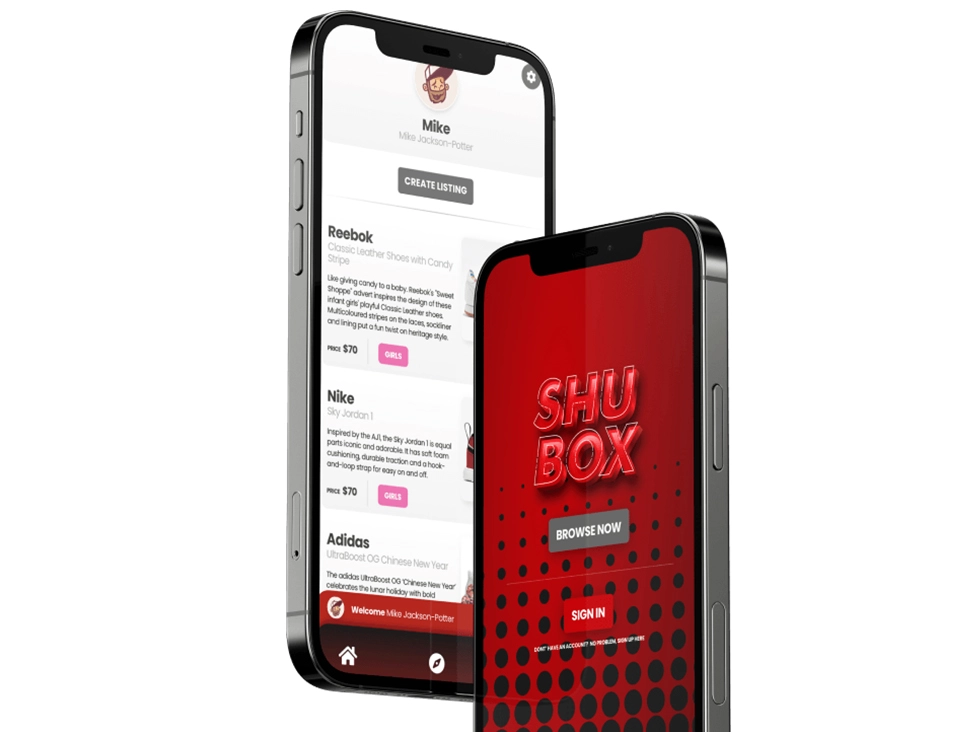 Mike
Mike Jackson-Potter
CREATE LISTING
Reebok
Classic Leather Shoes with Candy
Stripe
Like giving candy to a baby. Reebok's "Sweet
Shoppe" advert inspires the design of these
infant girls' playful Classic Leather shoes.
Multicoloured stripes on the laces, sockliner
and lining put a fun twist on heritage style.
PRICE $70
GIRLS
Nike
Sky Jordan 1
Inspired by the AJ1, the Sky Jordan 1 is equal
parts iconic and adorable. It has soft foam
cushioning, durable traction and a hook-
and-loop strap for easy on and off.
PRICE $70
GIRLS
Adidas
UltraBoost OG Chinese New Year
The adidas UltraBoost OG 'Chinese New Year'
celebrates the lunar holiday with bold
Welcome Mike Jackson-Potter
SHU
BOX
BROWSE NOW
SIGN IN
DONT HAVE AN ACCOUNT? NO PROBLEM, SIGN UP HERE